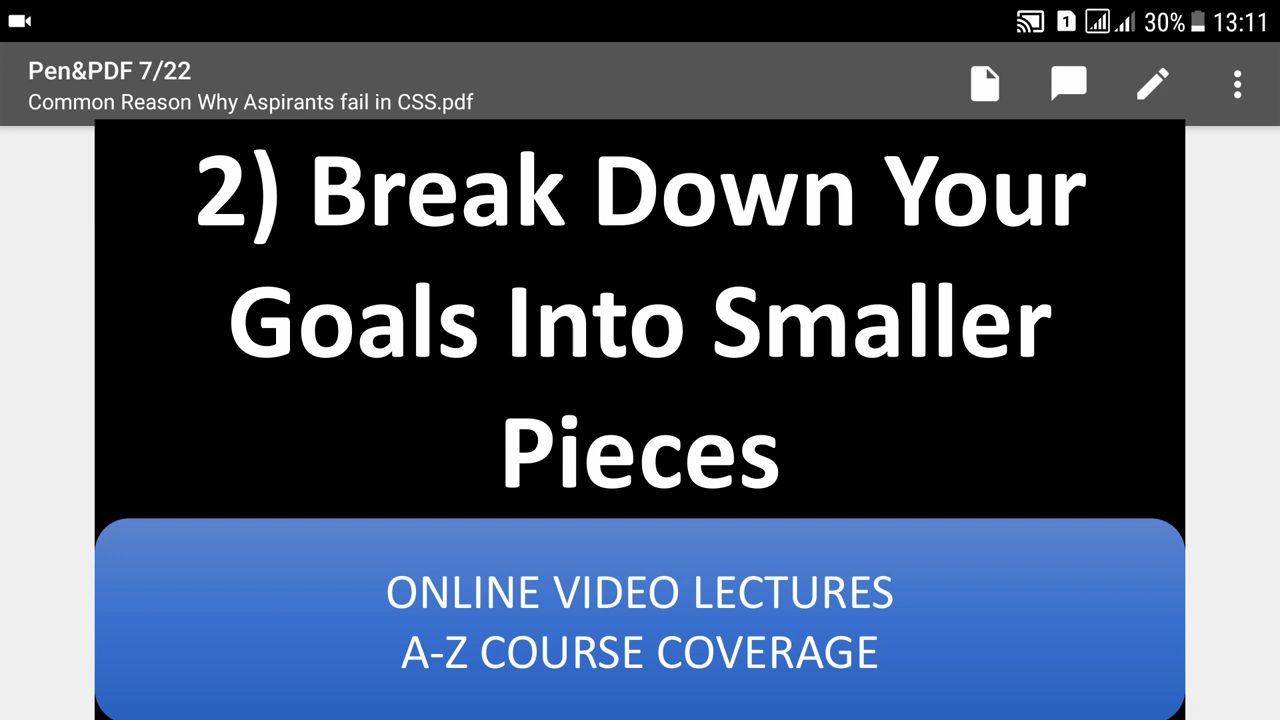 1 30% 13:11
Pen&PDF 7/22
Common Reason Why Aspirants fail in CSS.pdf
2) Break Down Your
Goals Into Smaller
Pieces
ONLINE VIDEO LECTURES
A-Z COURSE COVERAGE